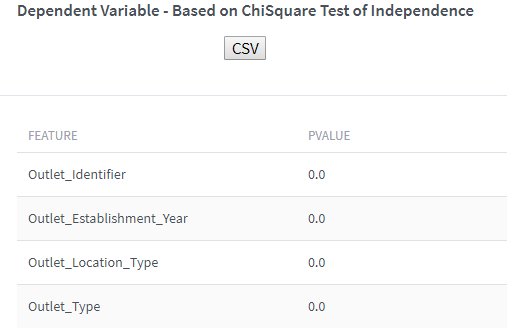 Dependent Variable - Based on ChiSquare Test of Independence
CSV
FEATURE PVALUE
Outlet_Identifier 0.0
Outlet_Establishment_Year 0.0
Outlet_Location_Type 0.0
Outlet_Type 0.0